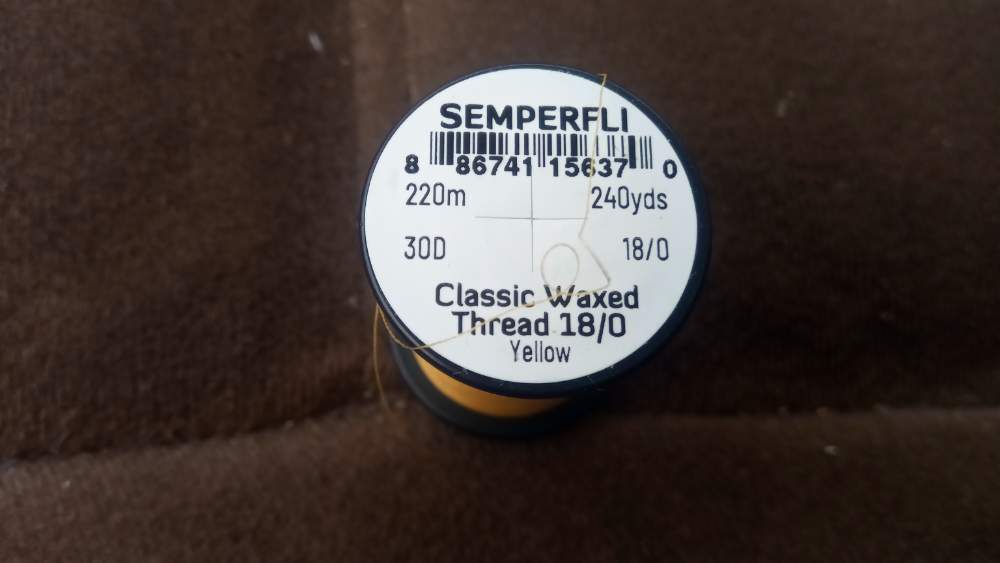 SEMPERFLI
8 86741 15637 0
220m 240yds
30D 18/0
Classic Waxed
Thread 18/0
Yellow